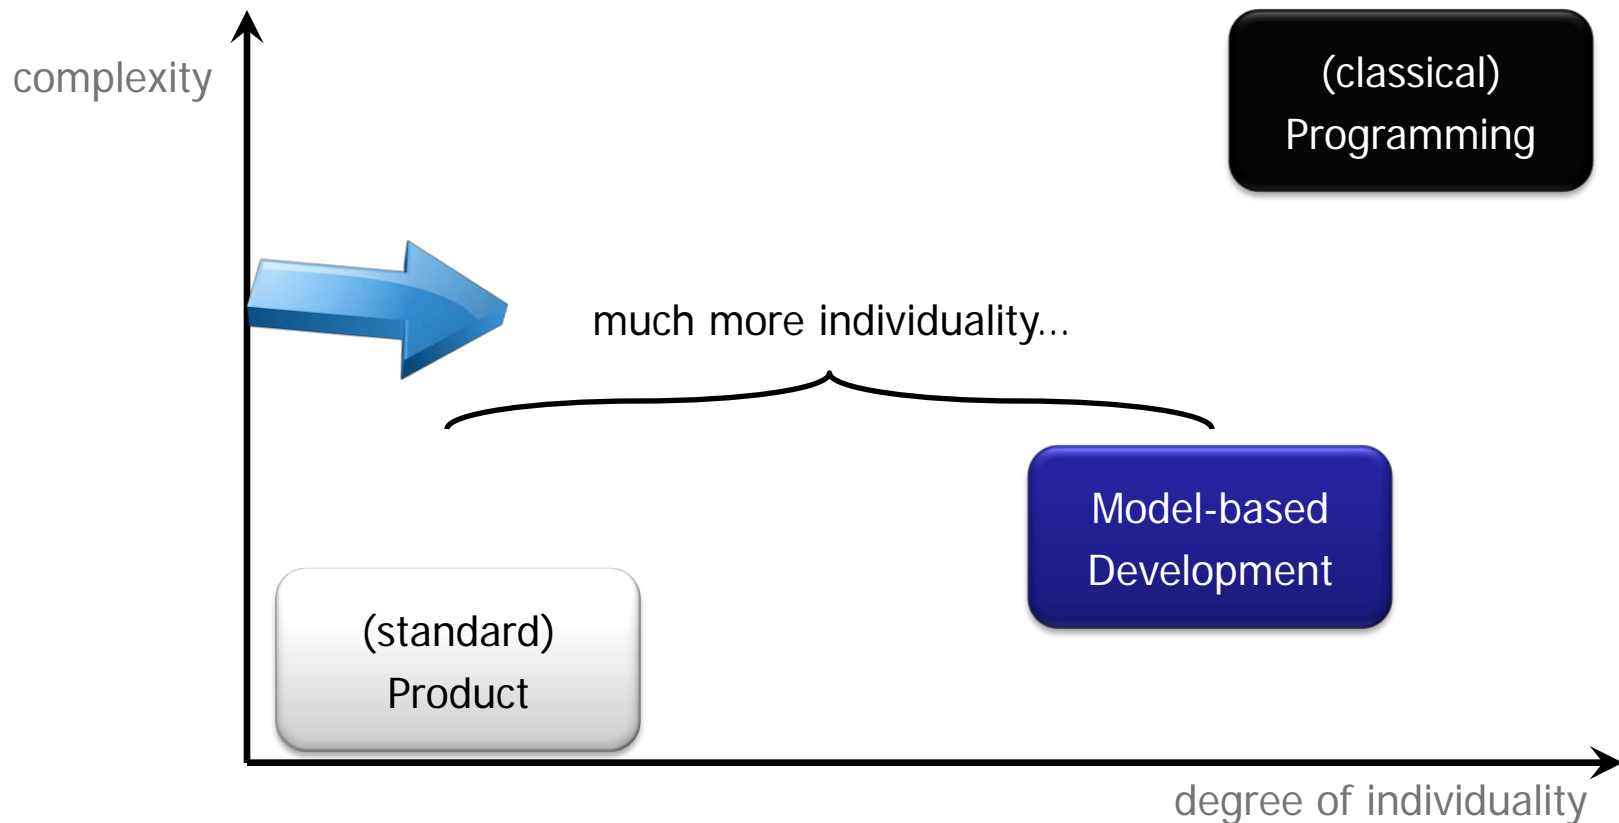 complexity
(classical)
Programming
much more individuality...
Model-based
Development
(standard)
Product
degree of individuality